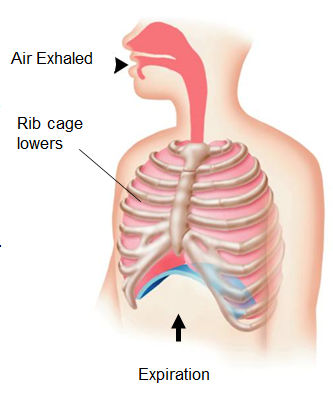 Air Exhaled
Rib cage
lowers
Expiration